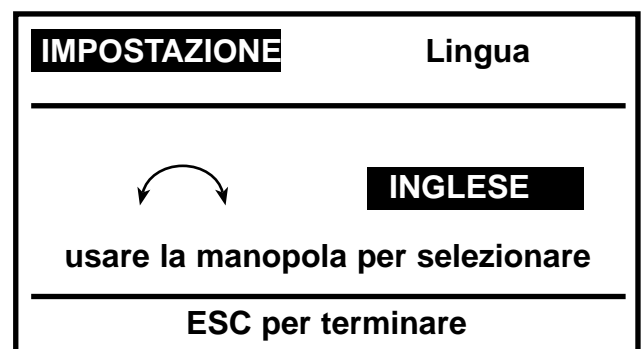 IMPOSTAZIONE Lingua
INGLESE
usare la manopola per selezionare
ESC per terminare